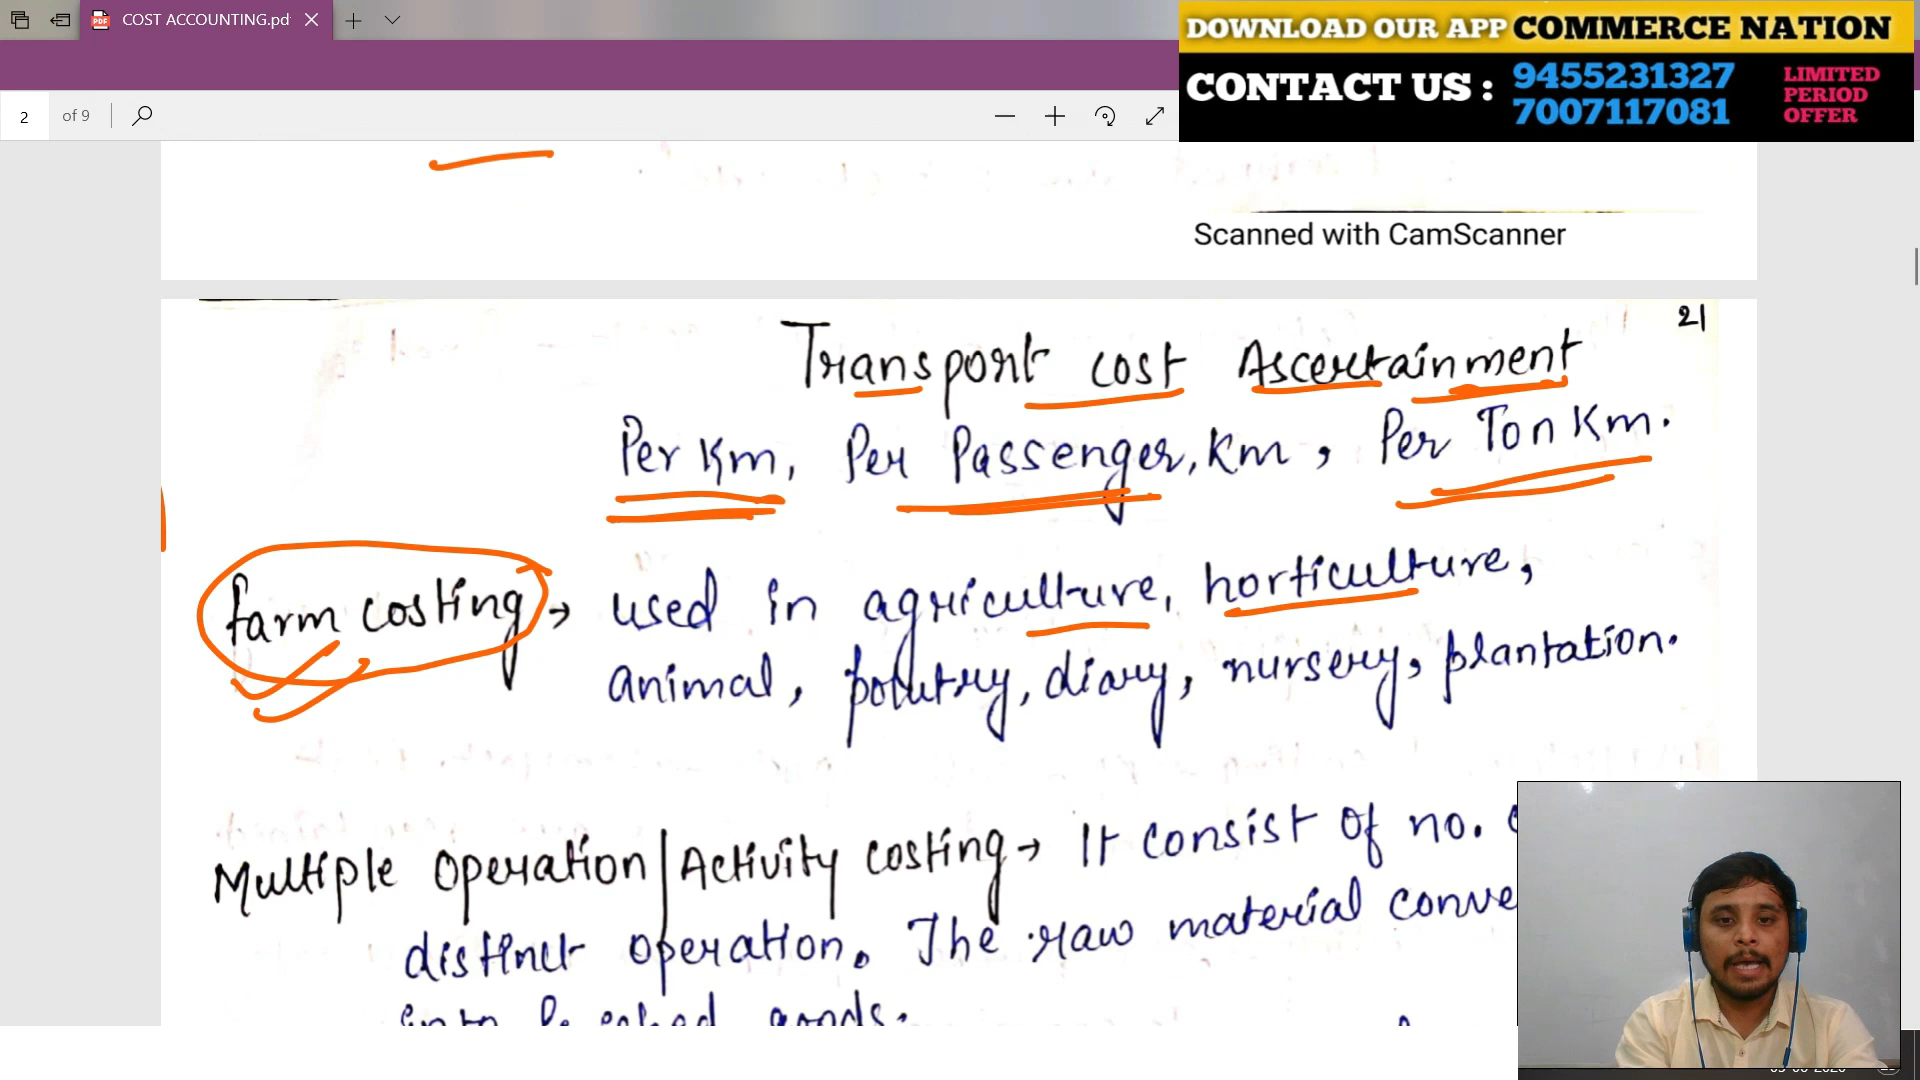 COST ACCOUNTING.pd
DOWNLOAD OUR APP COMMERCE NATION
CONTACT US : 9455231327
7007117081
LIMITED
PERIOD
OFFER
2 of 9
Scanned with CamScanner
21
Transport cost Ascertainment
Per Km, Per Passenger, Km, Per Ton Km.
farm costing → used in agriculture, horticulture,
animal, poultry, diary, nursery, plantation.
Multiple Operation/Activity costing → It consist of no.
distinct operation. The raw material conve
goods.